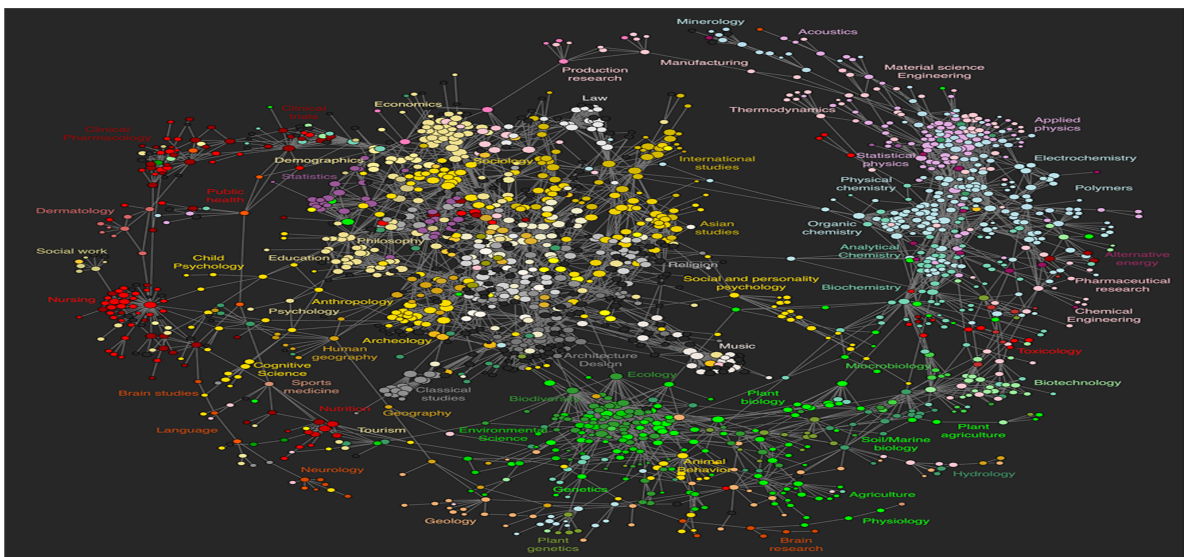 Minerology
Acoustics
Production
research
Manufacturing
Material science
Engineering
Law
Economics
Thermodynamics
Clinical
trials
Clinical
Pharmacology
Applied
physics
Demographics
Sociology
International
studies
Statistical
physics
Electrochemistry
Statistics
Physical
chemistry
Polymers
Public
health
Dermatology
Asian
studies
Organic
chemistry
Philosophy
Social work
Child
Psychology
Education
Religion
Analytical
Chemistry
Alternative
energy
Social and personality
psychology
Pharmaceutical
research
Biochemistry
Nursing
Anthropology
Psychology
Chemical
Engineering
Archeology
Music
Human
geography
Architecture
Design
Toxicology
Cognitive
Science
Microbiology
Ecology
Sports
medicine
Classical
studies
Brain studies
Biodiversity
Plant
biology
Biotechnology
Nutrition
Geography
Language
Tourism
Environmental
Science
Plant
agriculture
Soil/Marine
biology
Animal
Behavior
Neurology
Hydrology
Genetics
Agriculture
Geology
Physiology
Plant
genetics
Brain
research